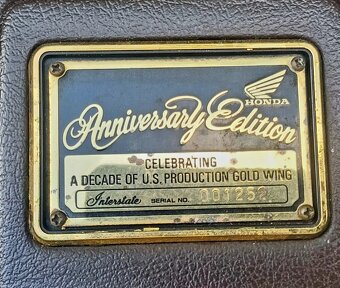 HONDA
Anniversary Edition
CELEBRATING
A DECADE OF U.S. PRODUCTION GOLD WING
Interstate SERIAL NO. 001252